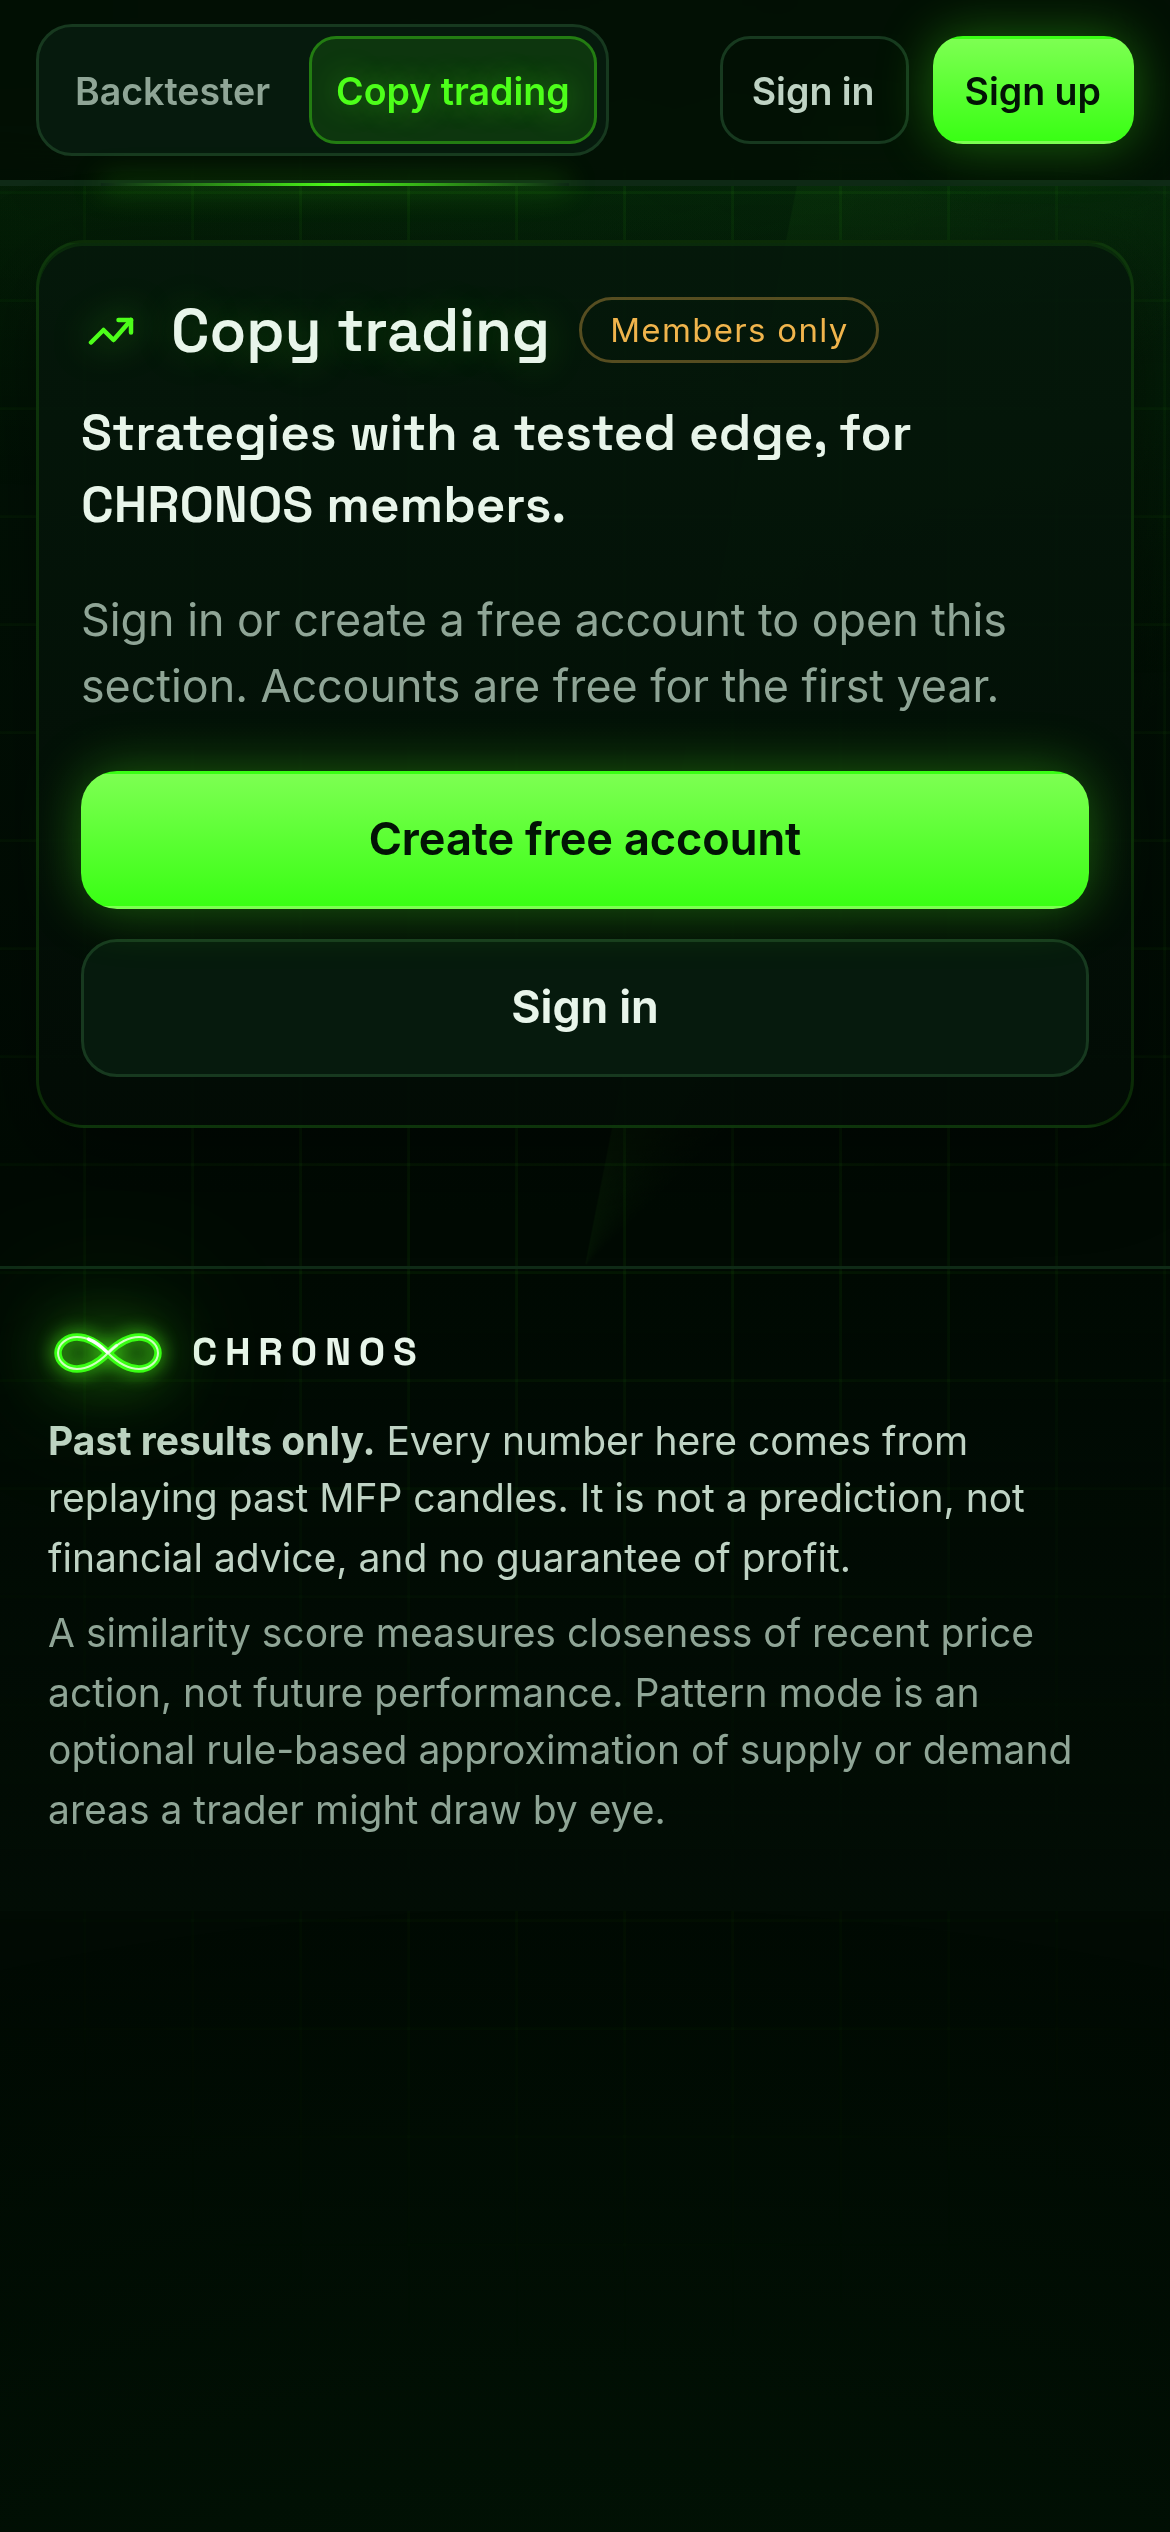 Backtester
Copy trading
Sign in
Sign up
Copy trading
Members only
Strategies with a tested edge, for
CHRONOS members.
Sign in or create a free account to open this
section. Accounts are free for the first year.
Create free account
Sign in
CHRONOS
Past results only. Every number here comes from
replaying past MFP candles. It is not a prediction, not
financial advice, and no guarantee of profit.
A similarity score measures closeness of recent price
action, not future performance. Pattern mode is an
optional rule-based approximation of supply or demand
areas a trader might draw by eye.